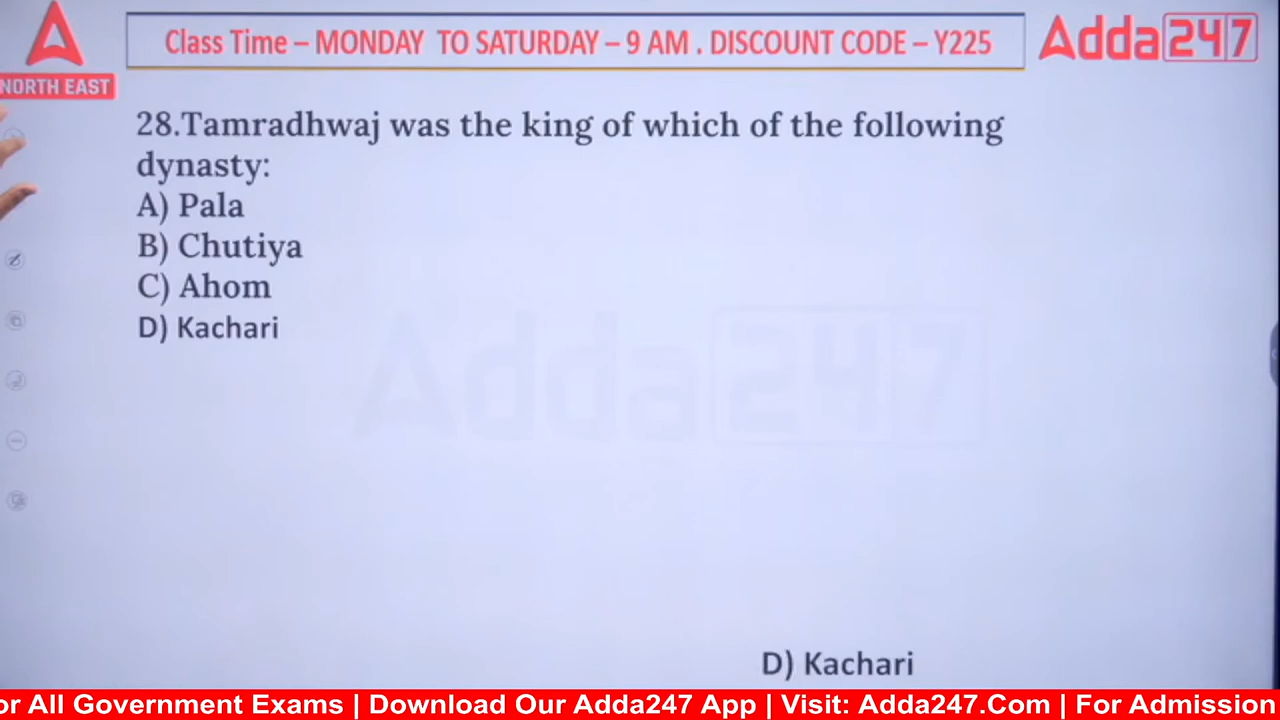 Class Time – MONDAY TO SATURDAY – 9 AM . DISCOUNT CODE – Y225
Adda247
NORTH EAST
28.Tamradhwaj was the king of which of the following
dynasty:
A) Pala
B) Chutiya
C) Ahom
D) Kachari
Adda247
D) Kachari
or All Government Exams | Download Our Adda247 App | Visit: Adda247.Com | For Admission